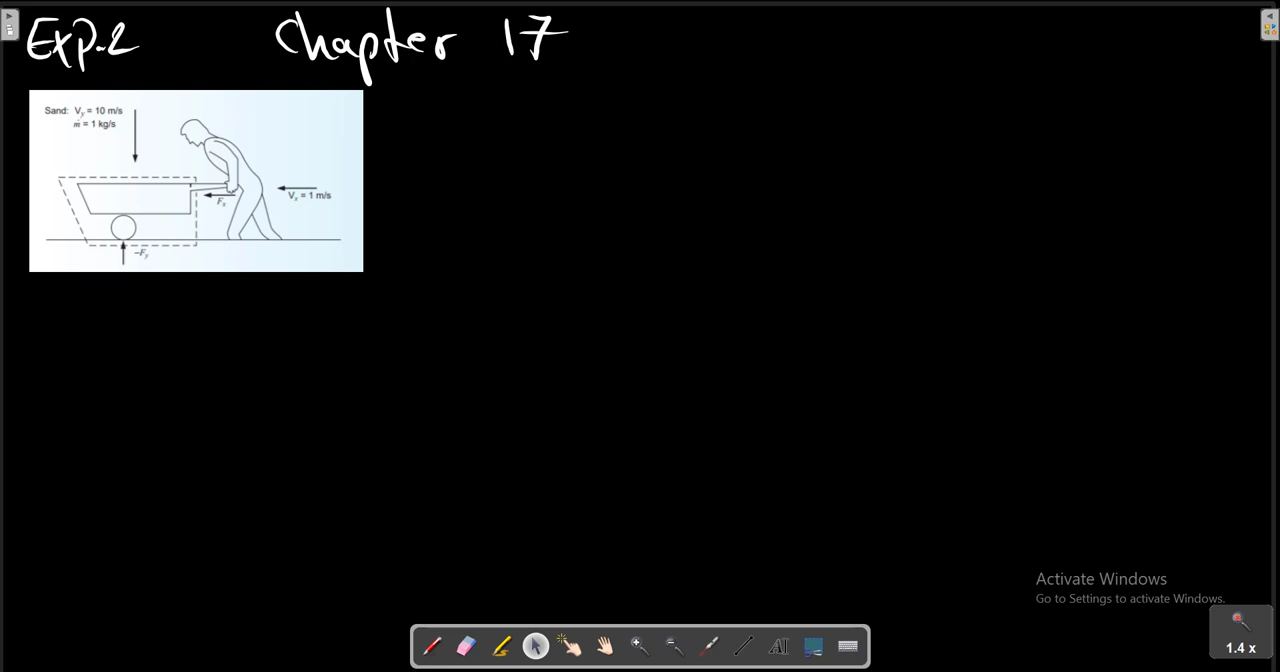 Exp.2 Chapter 17
Sand: Vy = 10 m/s
ṁ = 1 kg/s
Fx
Vx = 1 m/s
-Fy
Activate Windows
Go to Settings to activate Windows.
AI
1.4 x